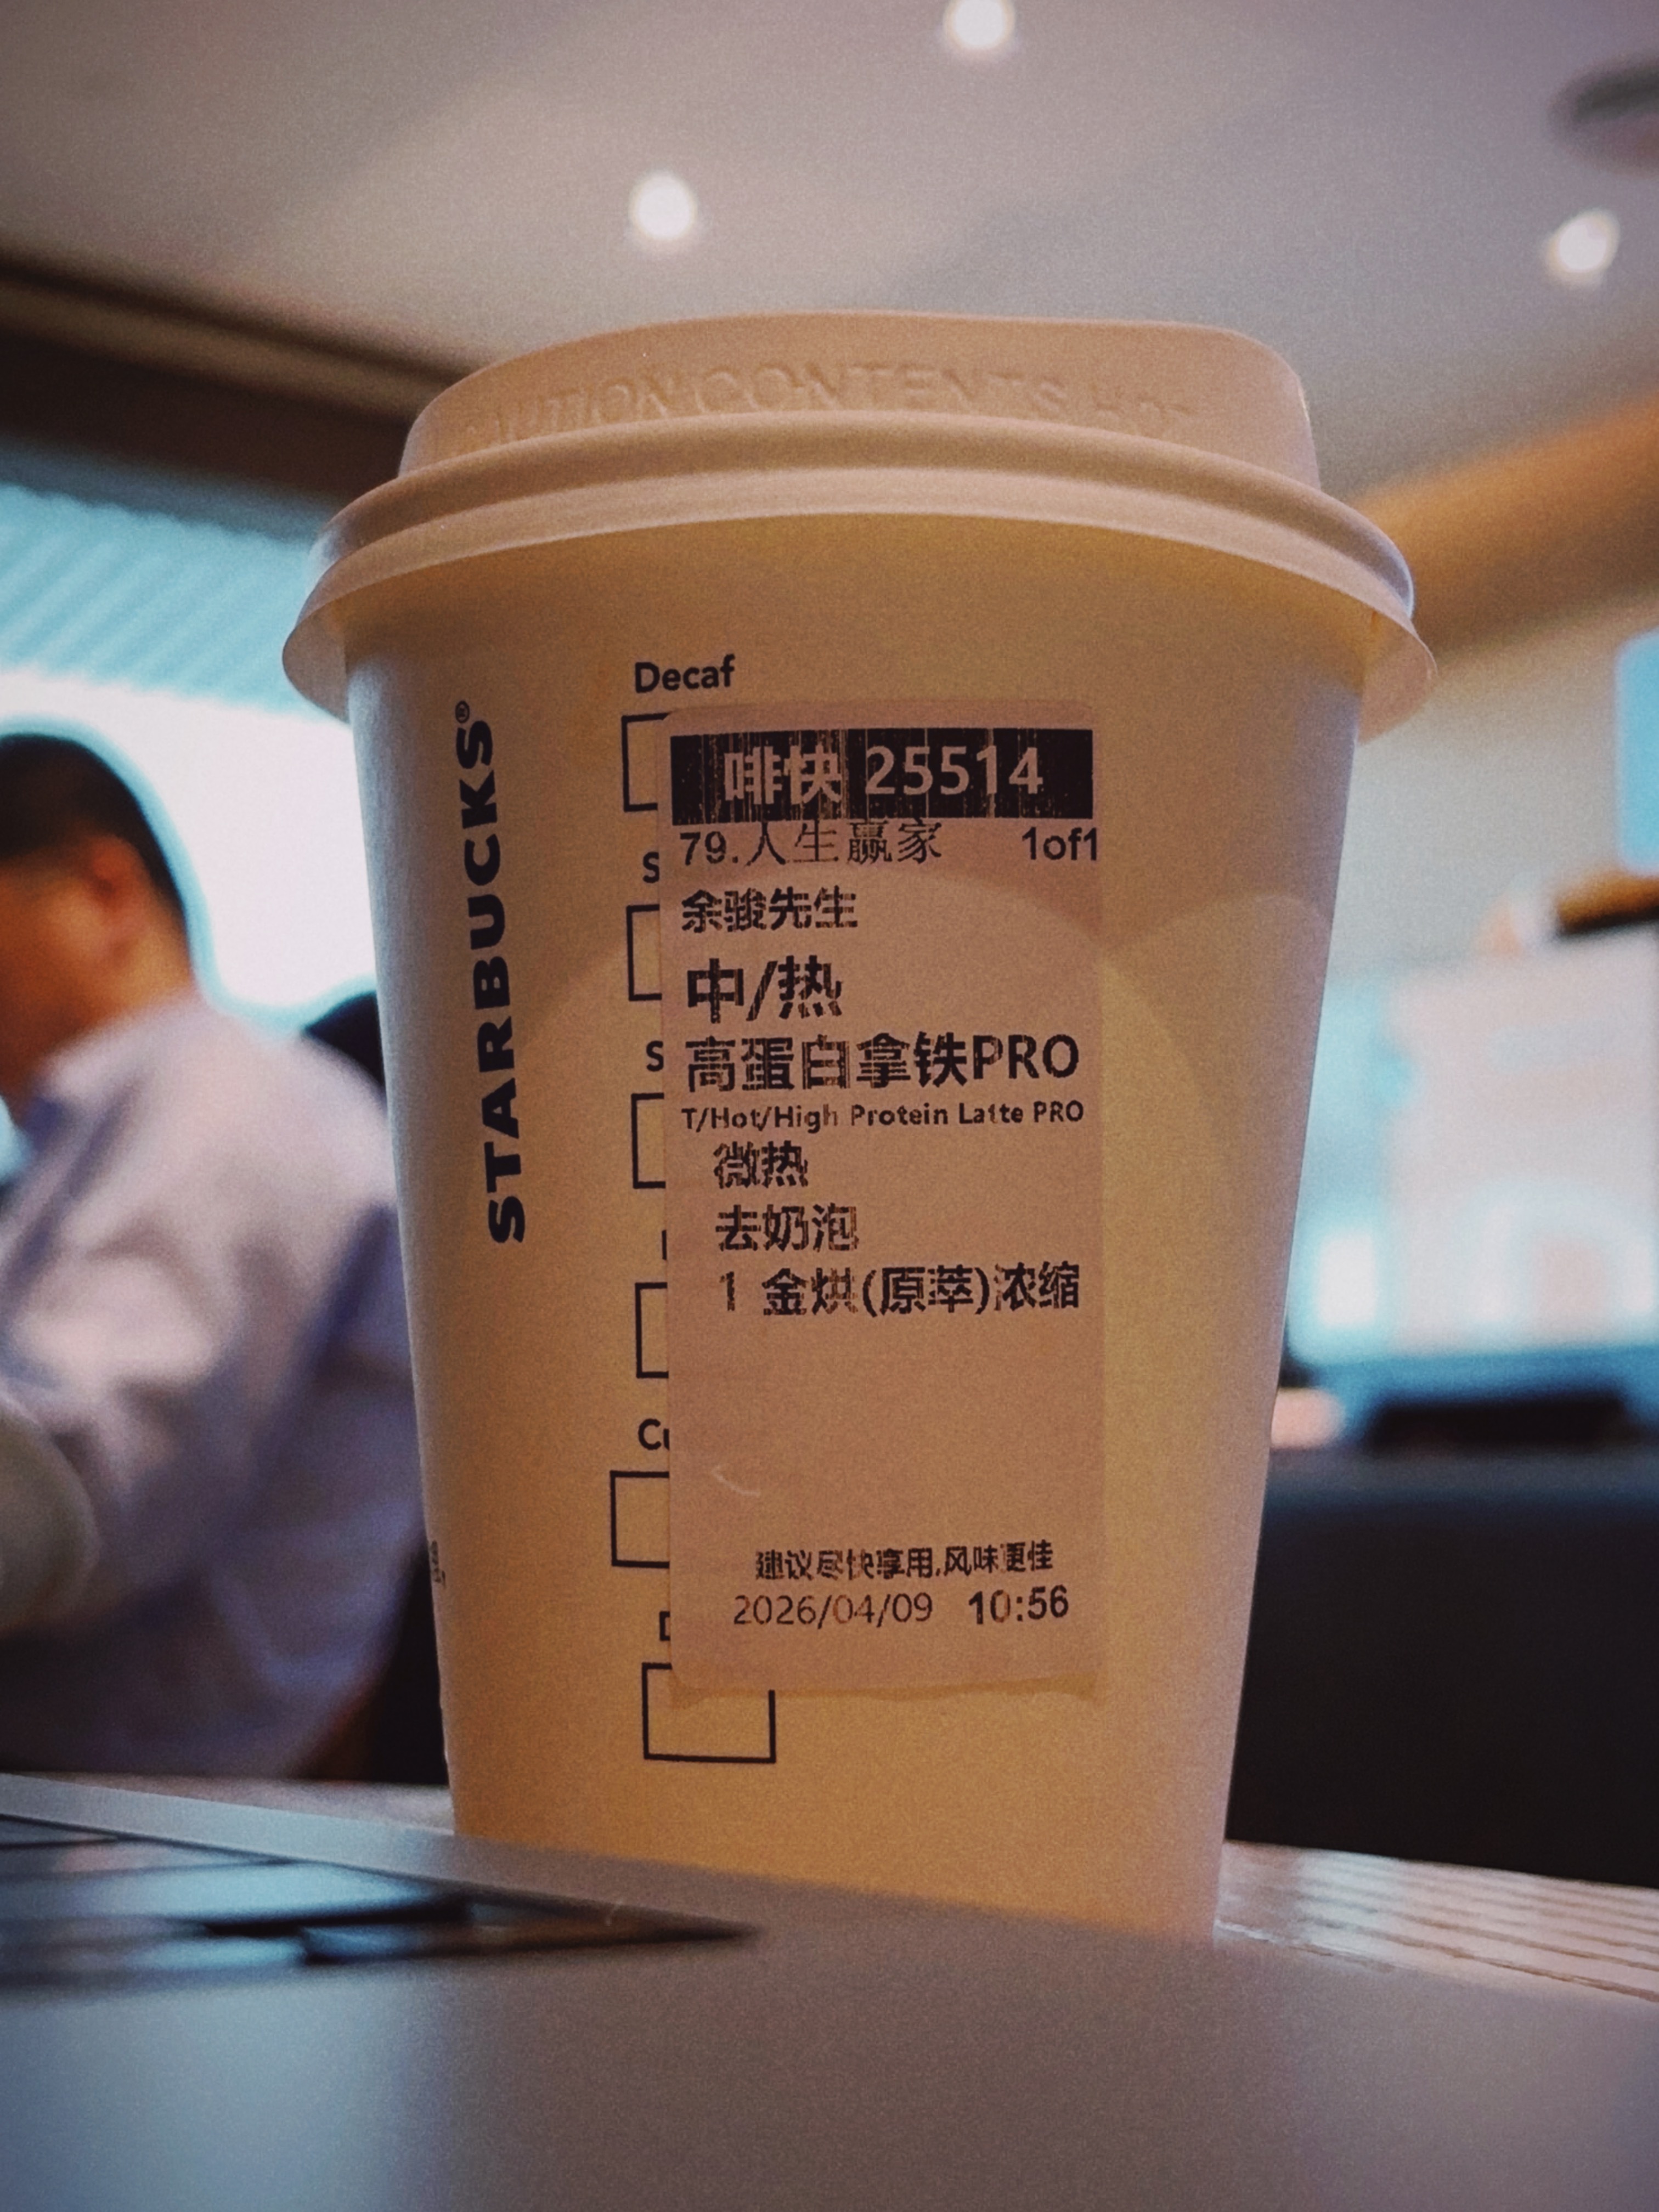 CAUTION CONTENTS HOT
STARBUCKS®
Decaf
啡快 25514
79.人生赢家 1of1
余骏先生
中/热
高蛋白拿铁PRO
T/Hot/High Protein Latte PRO
微热
去奶泡
1 金烘(原萃)浓缩
建议尽快享用,风味更佳
2026/04/09 10:56